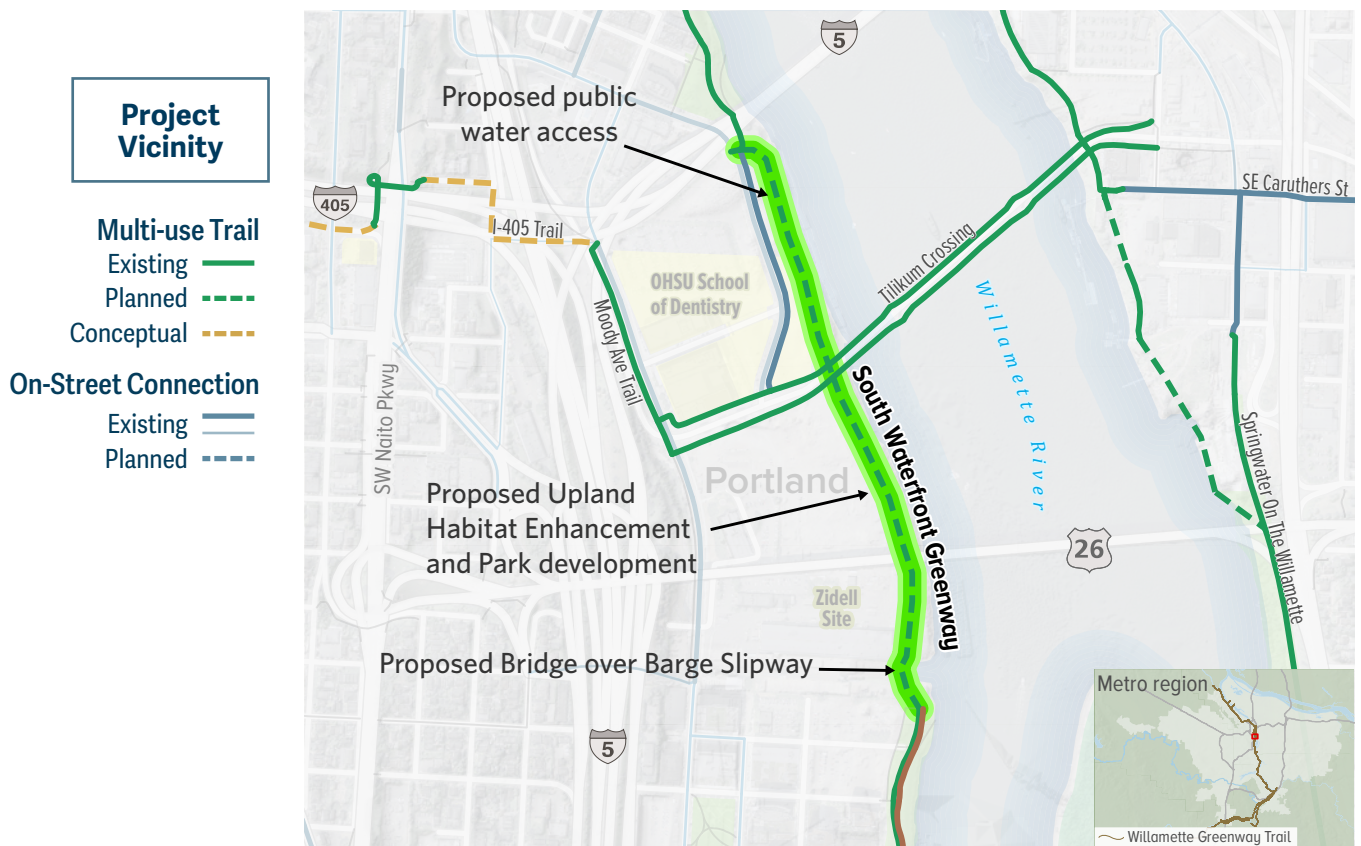 Project
Vicinity
Multi-use Trail
Existing
Planned
Conceptual
On-Street Connection
Existing
Planned
5
Proposed public
water access
405
I-405 Trail
SE Caruthers St
OHSU School
of Dentistry
Tilikum Crossing
Moody Ave Trail
Willamette River
SW Naito Pkwy
South Waterfront Greenway
Springwater On The Willamette
Portland
Proposed Upland
Habitat Enhancement
and Park development
26
Zidell
Site
Proposed Bridge over Barge Slipway
5
Metro region
Willamette Greenway Trail